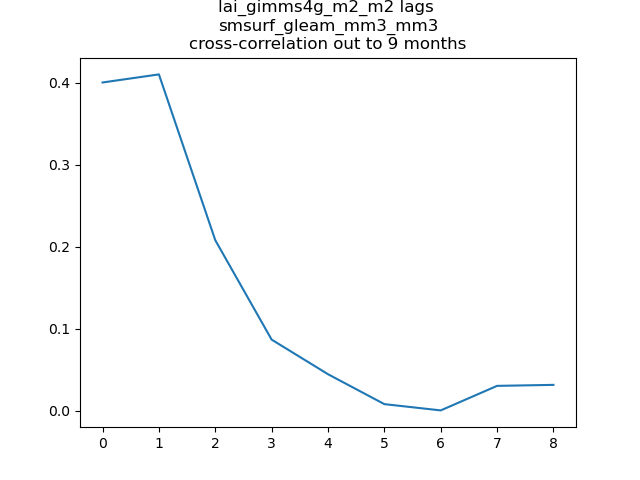 lai_gimms4g_m2_m2 lags
smsurf_gleam_mm3_mm3
cross-correlation out to 9 months
0.4
0.3
0.2
0.1
0.0
0 1 2 3 4 5 6 7 8